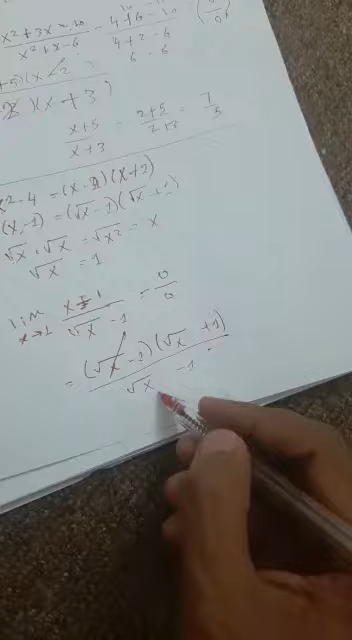 x²+3x-10 / x²+x-6 = 4+6-10 / 4+2-6 (0/0)
+5)(x-2
2)(x+3)
x+5 / x+3 = 2+5 / 2+3 = 7/5
x²-4 = (x-2)(x+2)
(x-1) = (√x-1)(√x+1)
√x · √x = √x² = x
√x = 1
lim x→1 x-1 / √x-1 = 0/0
= (√x-1)(√x+1) / √x -1